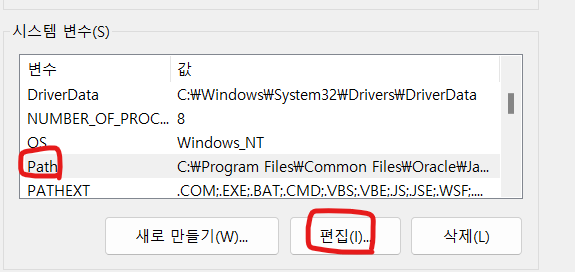 시스템 변수(S)
변수 값
DriverData C:₩Windows₩System32₩Drivers₩DriverData
NUMBER_OF_PROC... 8
OS Windows_NT
Path C:₩Program Files₩Common Files₩Oracle₩Ja...
PATHEXT .COM;.EXE;.BAT;.CMD;.VBS;.VBE;.JS;.JSE;.WSF;....
새로 만들기(W)... 편집(I)... 삭제(L)